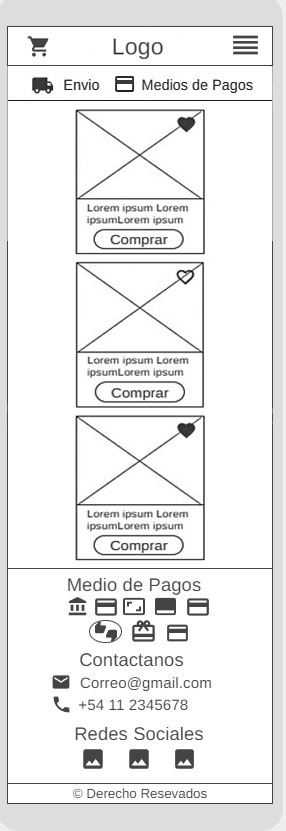 Logo
Envio Medios de Pagos
Lorem ipsum Lorem
ipsumLorem ipsum
Comprar
Lorem ipsum Lorem
ipsumLorem ipsum
Comprar
Lorem ipsum Lorem
ipsumLorem ipsum
Comprar
Medio de Pagos
Contactanos
Correo@gmail.com
+54 11 2345678
Redes Sociales
© Derecho Resevados